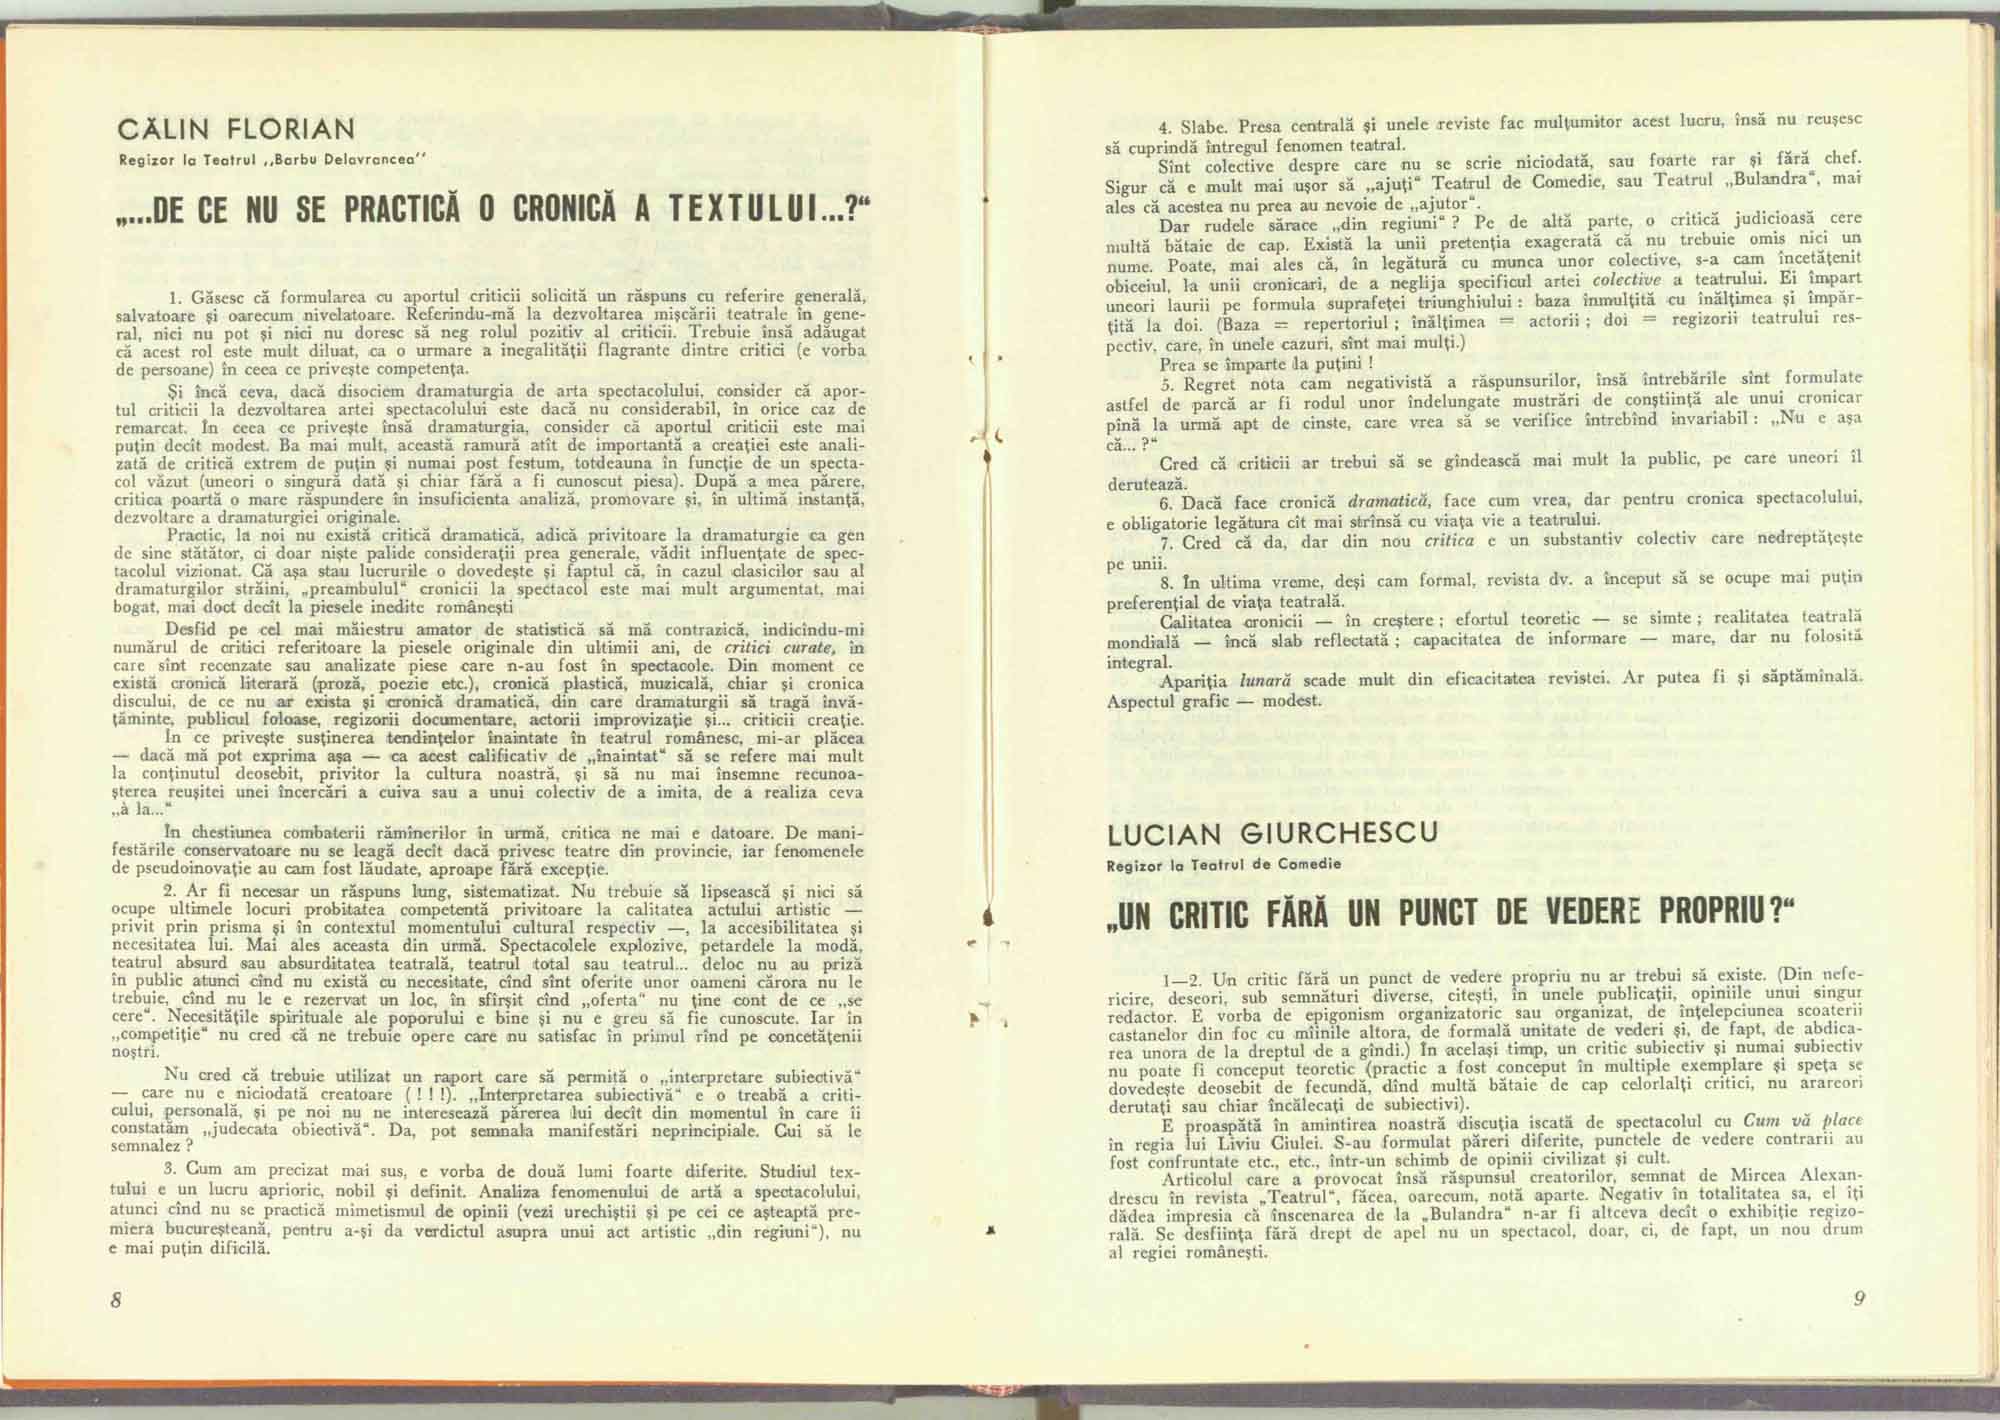 CĂLIN FLORIAN
Regizor la Teatrul ,,Barbu Delavrancea''
„...DE CE NU SE PRACTICĂ O CRONICĂ A TEXTULUI...?“
1. Găsesc că formularea cu aportul criticii solicită un răspuns cu referire generală,
salvatoare și oarecum nivelatoare. Referindu-mă la dezvoltarea mișcării teatrale în gene-
ral, nici nu pot și nici nu doresc să neg rolul pozitiv al criticii. Trebuie însă adăugat
că acest rol este mult diluat, ca o urmare a inegalității flagrante dintre critici (e vorba
de persoane) în ceea ce privește competența.
Și încă ceva, dacă disociem dramaturgia de arta spectacolului, consider că apor-
tul criticii la dezvoltarea artei spectacolului este dacă nu considerabil, în orice caz de
remarcat. În ceea ce privește însă dramaturgia, consider că aportul criticii este mai
puțin decît modest. Ba mai mult, această ramură atît de importantă a creației este anali-
zată de critică extrem de puțin și numai post festum, totdeauna în funcție de un specta-
col văzut (uneori o singură dată și chiar fără a fi cunoscut piesa). După a mea părere,
critica poartă o mare răspundere în insuficienta analiză, promovare și, în ultimă instanță,
dezvoltare a dramaturgiei originale.
Practic, la noi nu există critică dramatică, adică privitoare la dramaturgie ca gen
de sine stătător, ci doar niște palide considerații prea generale, vădit influențate de spec-
tacolul vizionat. Că așa stau lucrurile o dovedește și faptul că, în cazul clasicilor sau al
dramaturgilor străini, „preambulul“ cronicii la spectacol este mai mult argumentat, mai
bogat, mai doct decît la piesele inedite românești
Desfid pe cel mai măiestru amator de statistică să mă contrazică, indicîndu-mi
numărul de critici referitoare la piesele originale din ultimii ani, de critici curate, în
care sînt recenzate sau analizate piese care n-au fost în spectacole. Din moment ce
există cronică literară (proză, poezie etc.), cronică plastică, muzicală, chiar și cronica
discului, de ce nu ar exista și cronică dramatică, din care dramaturgii să tragă învă-
țăminte, publicul foloase, regizorii documentare, actorii improvizație și... criticii creație.
În ce privește susținerea tendințelor înaintate în teatrul românesc, mi-ar plăcea
— dacă mă pot exprima așa — ca acest calificativ de „înaintat“ să se refere mai mult
la conținutul deosebit, privitor la cultura noastră, și să nu mai însemne recunoa-
șterea reușitei unei încercări a cuiva sau a unui colectiv de a imita, de a realiza ceva
„à la...“
În chestiunea combaterii rămînerilor în urmă, critica ne mai e datoare. De mani-
festările conservatoare nu se leagă decît dacă privesc teatre din provincie, iar fenomenele
de pseudoinovație au cam fost lăudate, aproape fără excepție.
2. Ar fi necesar un răspuns lung, sistematizat. Nu trebuie să lipsească și nici să
ocupe ultimele locuri probitatea competentă privitoare la calitatea actului artistic —
privit prin prisma și în contextul momentului cultural respectiv —, la accesibilitatea și
necesitatea lui. Mai ales aceasta din urmă. Spectacolele explozive, petardele la modă,
teatrul absurd sau absurditatea teatrală, teatrul total sau teatrul... deloc nu au priză
în public atunci cînd nu există cu necesitate, cînd sînt oferite unor oameni cărora nu le
trebuie, cînd nu le e rezervat un loc, în sfîrșit cînd „oferta“ nu ține cont de ce „se
cere“. Necesitățile spirituale ale poporului e bine și nu e greu să fie cunoscute. Iar în
„competiție“ nu cred că ne trebuie opere care nu satisfac în primul rînd pe concetățenii
noștri.
Nu cred că trebuie utilizat un raport care să permită o „interpretare subiectivă“
— care nu e niciodată creatoare ( ! ! !). „Interpretarea subiectivă“ e o treabă a criti-
cului, personală, și pe noi nu ne interesează părerea lui decît din momentul în care îi
constatăm „judecata obiectivă“. Da, pot semnala manifestări neprincipiale. Cui să le
semnalez ?
3. Cum am precizat mai sus, e vorba de două lumi foarte diferite. Studiul tex-
tului e un lucru aprioric, nobil și definit. Analiza fenomenului de artă a spectacolului,
atunci cînd nu se practică mimetismul de opinii (vezi urechiștii și pe cei ce așteaptă pre-
miera bucureșteană, pentru a-și da verdictul asupra unui act artistic „din regiuni“), nu
e mai puțin dificilă.
8
4. Slabe. Presa centrală și unele reviste fac mulțumitor acest lucru, însă nu reușesc
să cuprindă întregul fenomen teatral.
Sînt colective despre care nu se scrie niciodată, sau foarte rar și fără chef.
Sigur că e mult mai ușor să „ajuți“ Teatrul de Comedie, sau Teatrul „Bulandra“, mai
ales că acestea nu prea au nevoie de „ajutor“.
Dar rudele sărace „din regiuni“ ? Pe de altă parte, o critică judicioasă cere
multă bătaie de cap. Există la unii pretenția exagerată că nu trebuie omis nici un
nume. Poate, mai ales că, în legătură cu munca unor colective, s-a cam încetățenit
obiceiul, la unii cronicari, de a neglija specificul artei colective a teatrului. Ei împart
uneori laurii pe formula suprafeței triunghiului : baza înmulțită cu înălțimea și împăr-
țită la doi. (Baza = repertoriul ; înălțimea = actorii ; doi = regizorii teatrului res-
pectiv, care, în unele cazuri, sînt mai mulți.)
Prea se împarte la puțini !
5. Regret nota cam negativistă a răspunsurilor, însă întrebările sînt formulate
astfel de parcă ar fi rodul unor îndelungate mustrări de conștiință ale unui cronicar
pînă la urmă apt de cinste, care vrea să se verifice întrebînd invariabil : „Nu e așa
că... ?“
Cred că criticii ar trebui să se gîndească mai mult la public, pe care uneori îl
derutează.
6. Dacă face cronică dramatică, face cum vrea, dar pentru cronica spectacolului,
e obligatorie legătura cît mai strînsă cu viața vie a teatrului.
7. Cred că da, dar din nou critica e un substantiv colectiv care nedreptățește
pe unii.
8. În ultima vreme, deși cam formal, revista dv. a început să se ocupe mai puțin
preferențial de viața teatrală.
Calitatea cronicii — în creștere ; efortul teoretic — se simte ; realitatea teatrală
mondială — încă slab reflectată ; capacitatea de informare — mare, dar nu folosită
integral.
Apariția lunară scade mult din eficacitatea revistei. Ar putea fi și săptămînală.
Aspectul grafic — modest.
LUCIAN GIURCHESCU
Regizor la Teatrul de Comedie
„UN CRITIC FĂRĂ UN PUNCT DE VEDERE PROPRIU?“
1—2. Un critic fără un punct de vedere propriu nu ar trebui să existe. (Din nefe-
ricire, deseori, sub semnături diverse, citești, în unele publicații, opiniile unui singur
redactor. E vorba de epigonism organizatoric sau organizat, de înțelepciunea scoaterii
castanelor din foc cu mîinile altora, de formală unitate de vederi și, de fapt, de abdica-
rea unora de la dreptul de a gîndi.) În același timp, un critic subiectiv și numai subiectiv
nu poate fi conceput teoretic (practic a fost conceput în multiple exemplare și speța se
dovedește deosebit de fecundă, dînd multă bătaie de cap celorlalți critici, nu arareori
derutați sau chiar încălecați de subiectivi).
E proaspătă în amintirea noastră discuția iscată de spectacolul cu Cum vă place
în regia lui Liviu Ciulei. S-au formulat păreri diferite, punctele de vedere contrarii au
fost confruntate etc., etc., într-un schimb de opinii civilizat și cult.
Articolul care a provocat însă răspunsul creatorilor, semnat de Mircea Alexan-
drescu în revista „Teatrul“, făcea, oarecum, notă aparte. Negativ în totalitatea sa, el îți
dădea impresia că înscenarea de la „Bulandra“ n-ar fi altceva decît o exhibiție regizo-
rală. Se desființa fără drept de apel nu un spectacol, doar, ci, de fapt, un nou drum
al regiei românești.
9